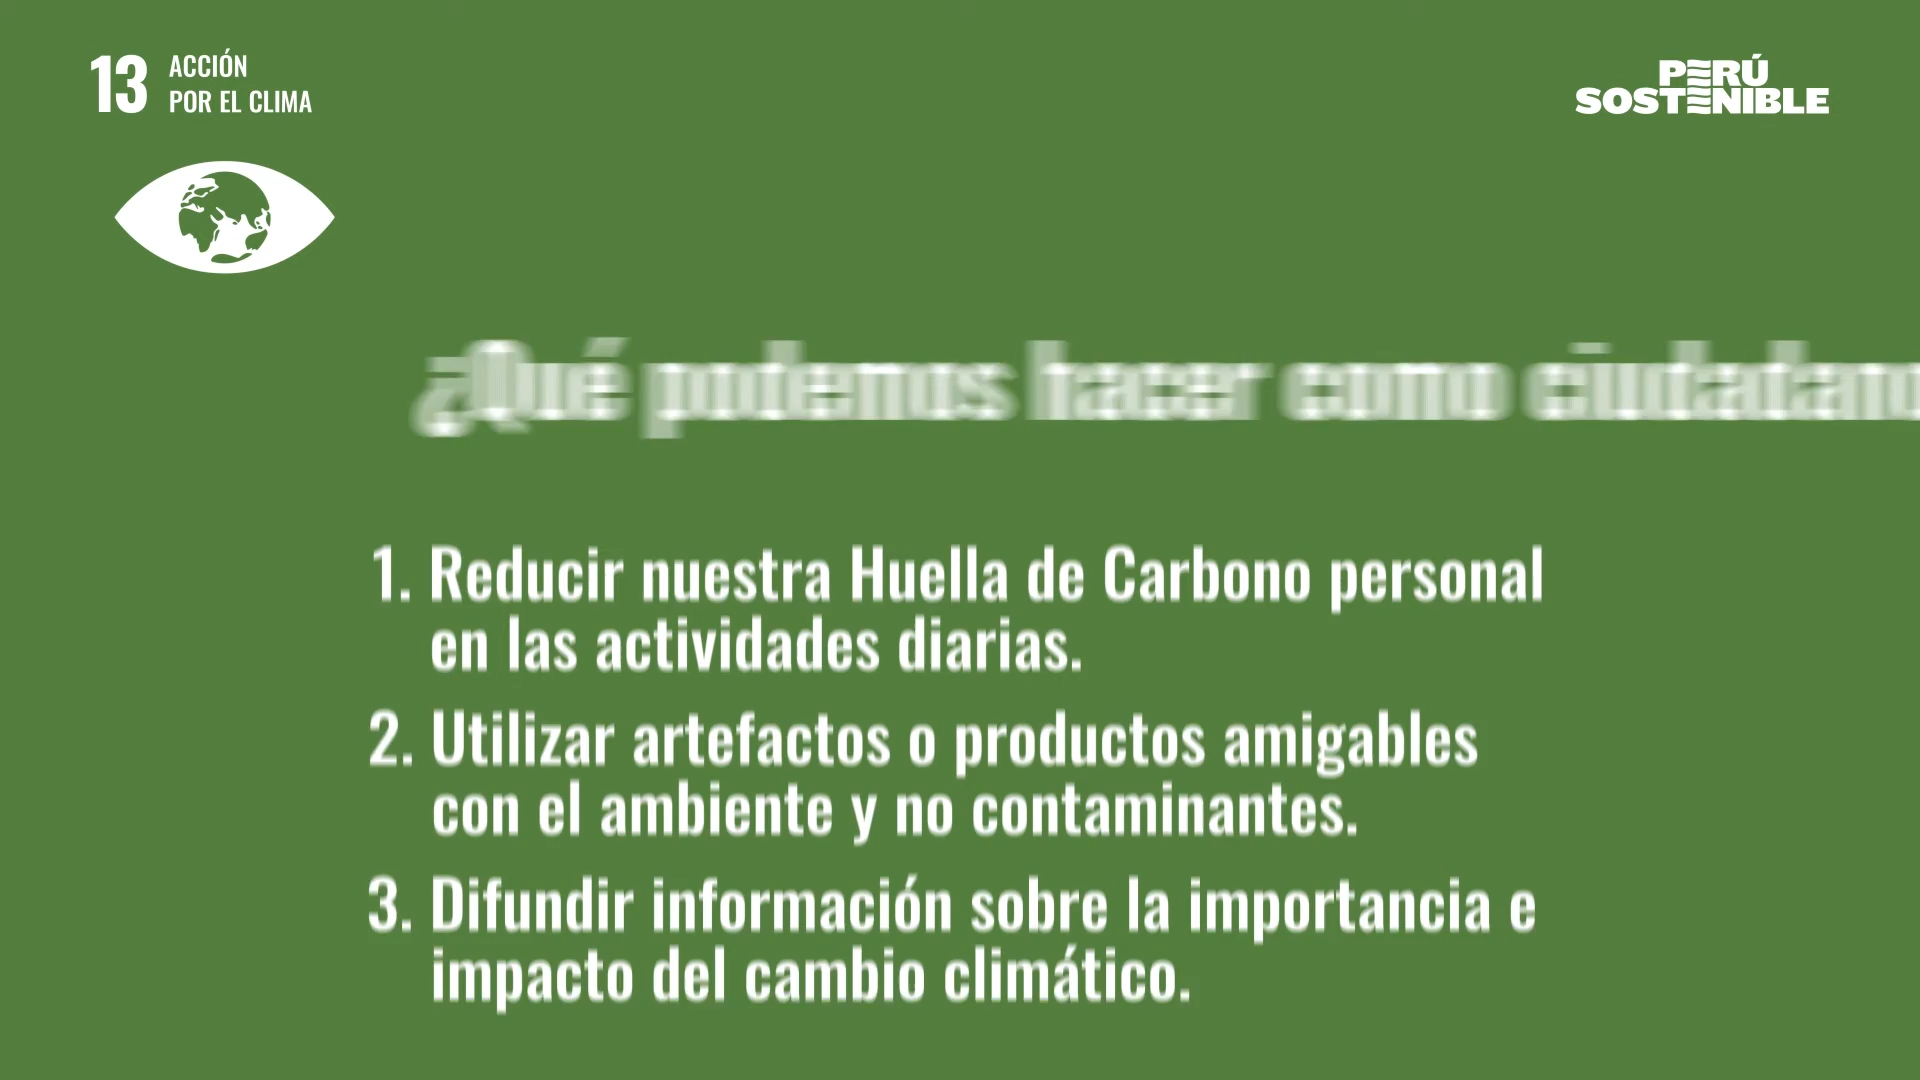 13 ACCIÓN
POR EL CLIMA
PERÚ
SOSTENIBLE
¿Qué podemos hacer como
1. Reducir nuestra Huella de Carbono personal
en las actividades diarias.
2. Utilizar artefactos o productos amigables
con el ambiente y no contaminantes.
3. Difundir información sobre la importancia e
impacto del cambio climático.